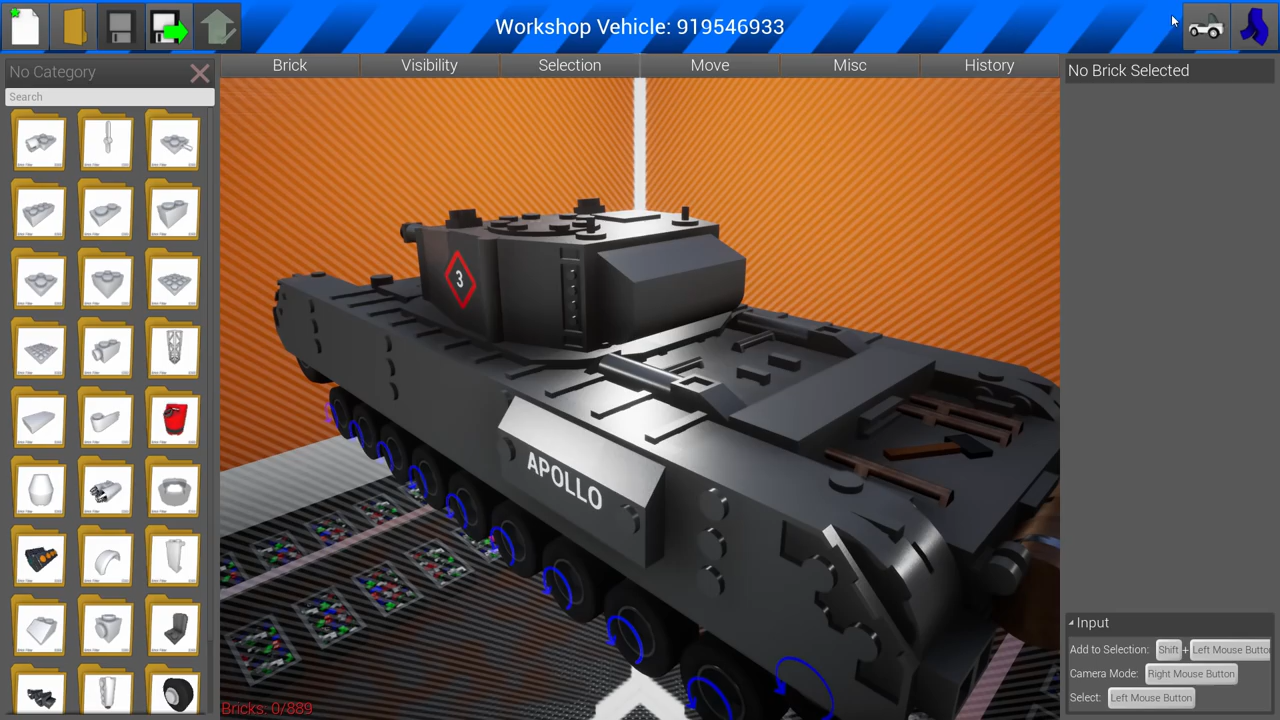 Workshop Vehicle: 919546933
No Category
Search
Brick
Visibility
Selection
Move
Misc
History
No Brick Selected
3
APOLLO
Bricks: 0/889
Input
Add to Selection: Shift + Left Mouse Butto
Camera Mode: Right Mouse Button
Select: Left Mouse Button